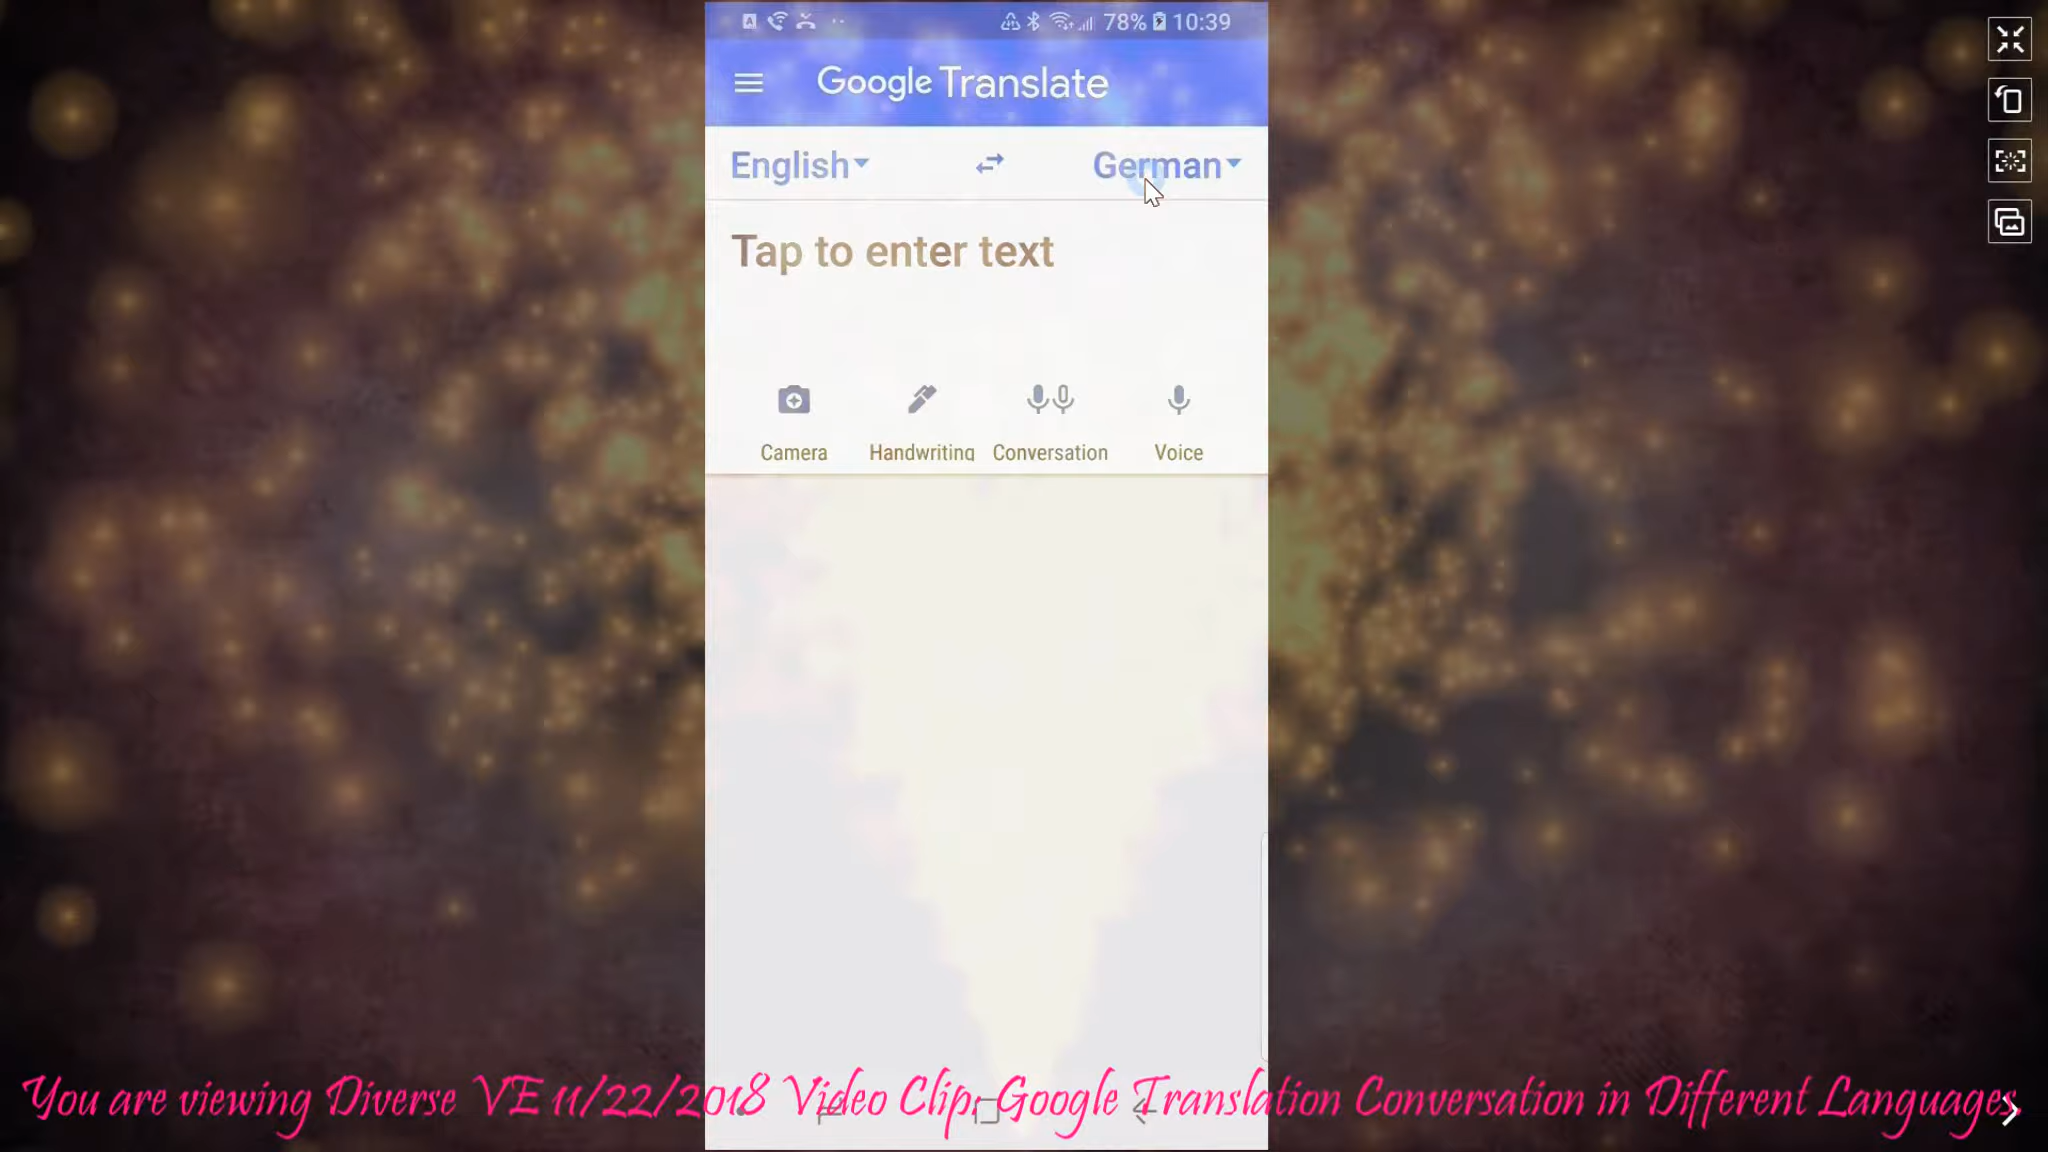 78% 10:39
Google Translate
English German
Tap to enter text
Camera Handwriting Conversation Voice
You are viewing Diverse VE 11/22/2018 Video Clip: Google Translation Conversation in Different Languages.